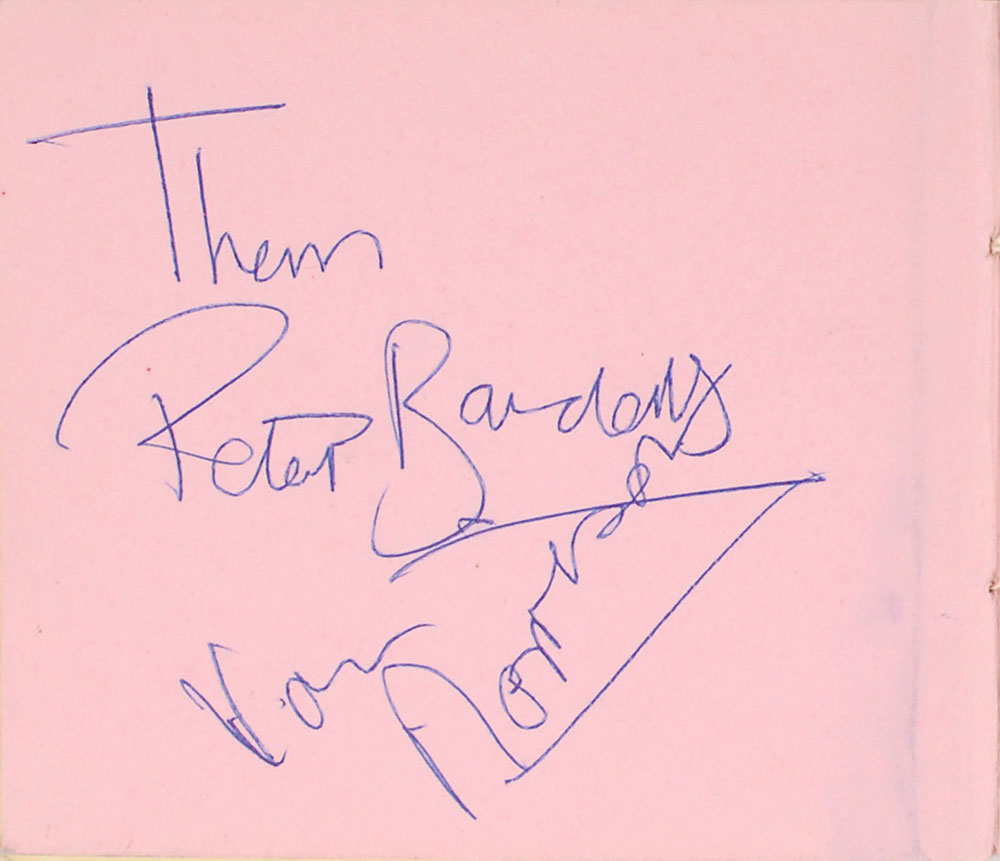 Them
Peter Bardens
Van Morrison